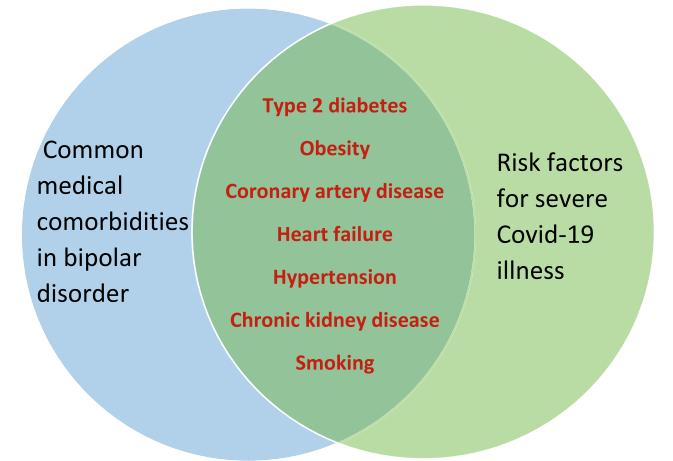 Common
medical
comorbidities
in bipolar
disorder
Type 2 diabetes
Obesity
Coronary artery disease
Heart failure
Hypertension
Chronic kidney disease
Smoking
Risk factors
for severe
Covid-19
illness